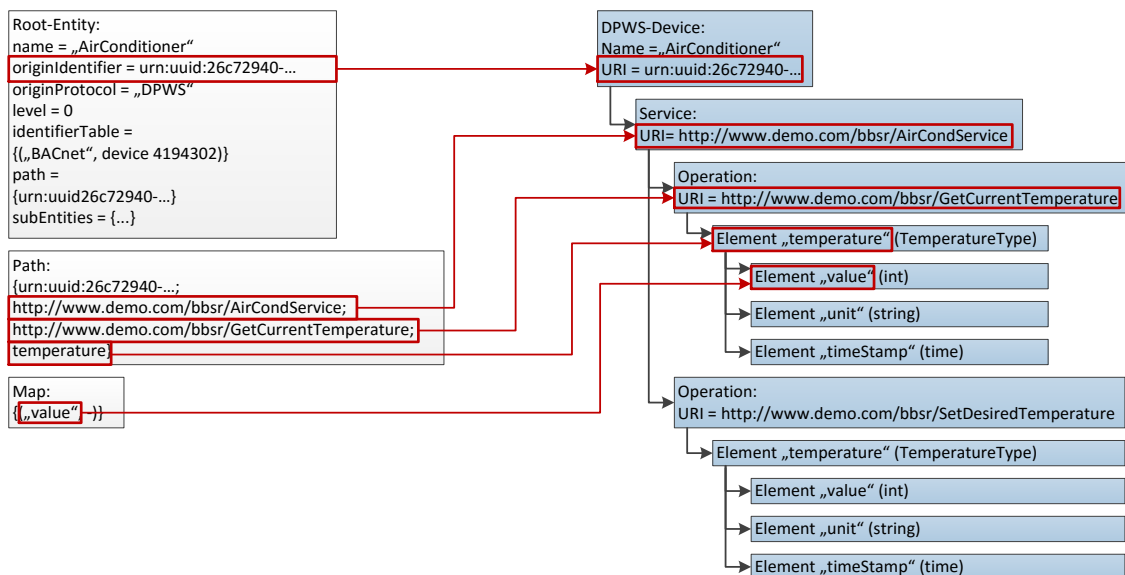 Root-Entity:
name = „AirConditioner“
originIdentifier = urn:uuid:26c72940-...
originProtocol = „DPWS“
level = 0
identifierTable =
{(„BACnet“, device 4194302)}
path =
{urn:uuid26c72940-...}
subEntities = {...}
Path:
{urn:uuid:26c72940-...;
http://www.demo.com/bbsr/AirCondService;
http://www.demo.com/bbsr/GetCurrentTemperature;
temperature}
Map:
{(„value“, -)}
DPWS-Device:
Name =„AirConditioner“
URI = urn:uuid:26c72940-...
Service:
URI= http://www.demo.com/bbsr/AirCondService
Operation:
URI = http://www.demo.com/bbsr/GetCurrentTemperature
Element „temperature“ (TemperatureType)
Element „value“ (int)
Element „unit“ (string)
Element „timeStamp“ (time)
Operation:
URI = http://www.demo.com/bbsr/SetDesiredTemperature
Element „temperature“ (TemperatureType)
Element „value“ (int)
Element „unit“ (string)
Element „timeStamp“ (time)